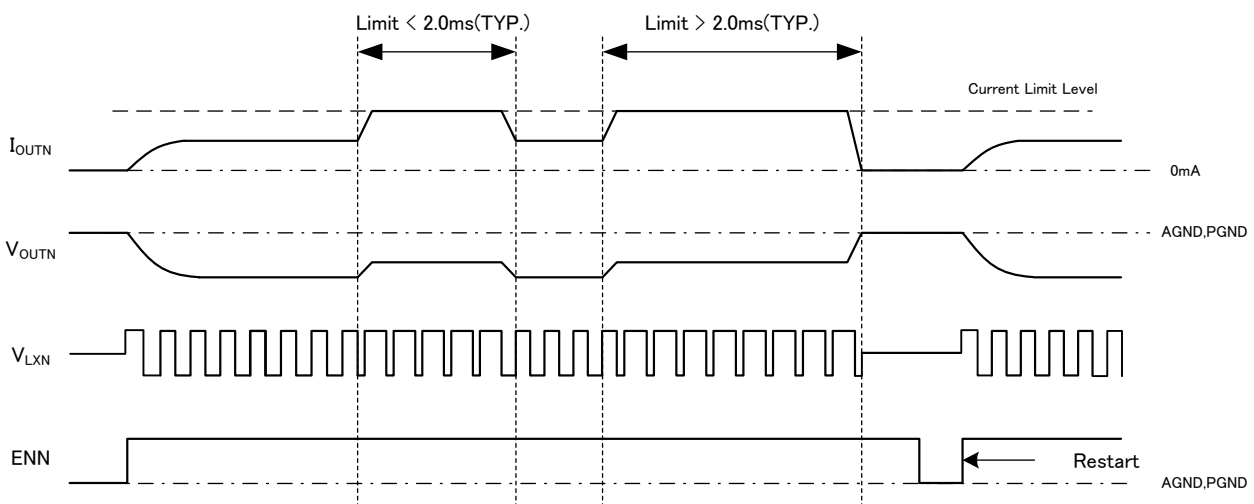 Limit < 2.0ms(TYP.) Limit > 2.0ms(TYP.)
Current Limit Level
IOUTN
0mA
AGND,PGND
VOUTN
VLXN
ENN
Restart
AGND,PGND